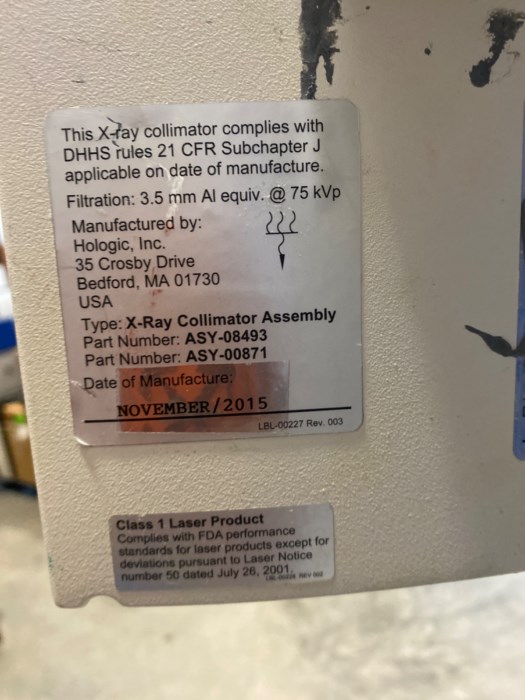 This X-ray collimator complies with
DHHS rules 21 CFR Subchapter J
applicable on date of manufacture.
Filtration: 3.5 mm Al equiv. @ 75 kVp
Manufactured by:
Hologic, Inc.
35 Crosby Drive
Bedford, MA 01730
USA
Type: X-Ray Collimator Assembly
Part Number: ASY-08493
Part Number: ASY-00871
Date of Manufacture:
NOVEMBER/2015
LBL-00227 Rev. 003
Class 1 Laser Product
Complies with FDA performance
standards for laser products except for
deviations pursuant to Laser Notice
number 50 dated July 26, 2001.